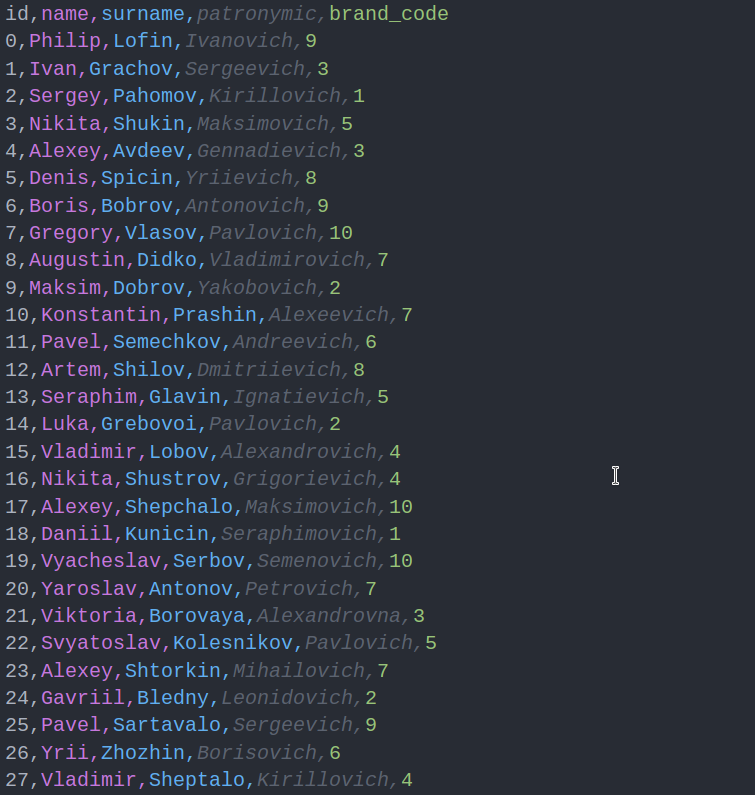 id,name,surname,patronymic,brand_code
0,Philip,Lofin,Ivanovich,9
1,Ivan,Grachov,Sergeevich,3
2,Sergey,Pahomov,Kirillovich,1
3,Nikita,Shukin,Maksimovich,5
4,Alexey,Avdeev,Gennadievich,3
5,Denis,Spicin,Yriievich,8
6,Boris,Bobrov,Antonovich,9
7,Gregory,Vlasov,Pavlovich,10
8,Augustin,Didko,Vladimirovich,7
9,Maksim,Dobrov,Yakobovich,2
10,Konstantin,Prashin,Alexeevich,7
11,Pavel,Semechkov,Andreevich,6
12,Artem,Shilov,Dmitriievich,8
13,Seraphim,Glavin,Ignatievich,5
14,Luka,Grebovoi,Pavlovich,2
15,Vladimir,Lobov,Alexandrovich,4
16,Nikita,Shustrov,Grigorievich,4
17,Alexey,Shepchalo,Maksimovich,10
18,Daniil,Kunicin,Seraphimovich,1
19,Vyacheslav,Serbov,Semenovich,10
20,Yaroslav,Antonov,Petrovich,7
21,Viktoria,Borovaya,Alexandrovna,3
22,Svyatoslav,Kolesnikov,Pavlovich,5
23,Alexey,Shtorkin,Mihailovich,7
24,Gavriil,Bledny,Leonidovich,2
25,Pavel,Sartavalo,Sergeevich,9
26,Yrii,Zhozhin,Borisovich,6
27,Vladimir,Sheptalo,Kirillovich,4